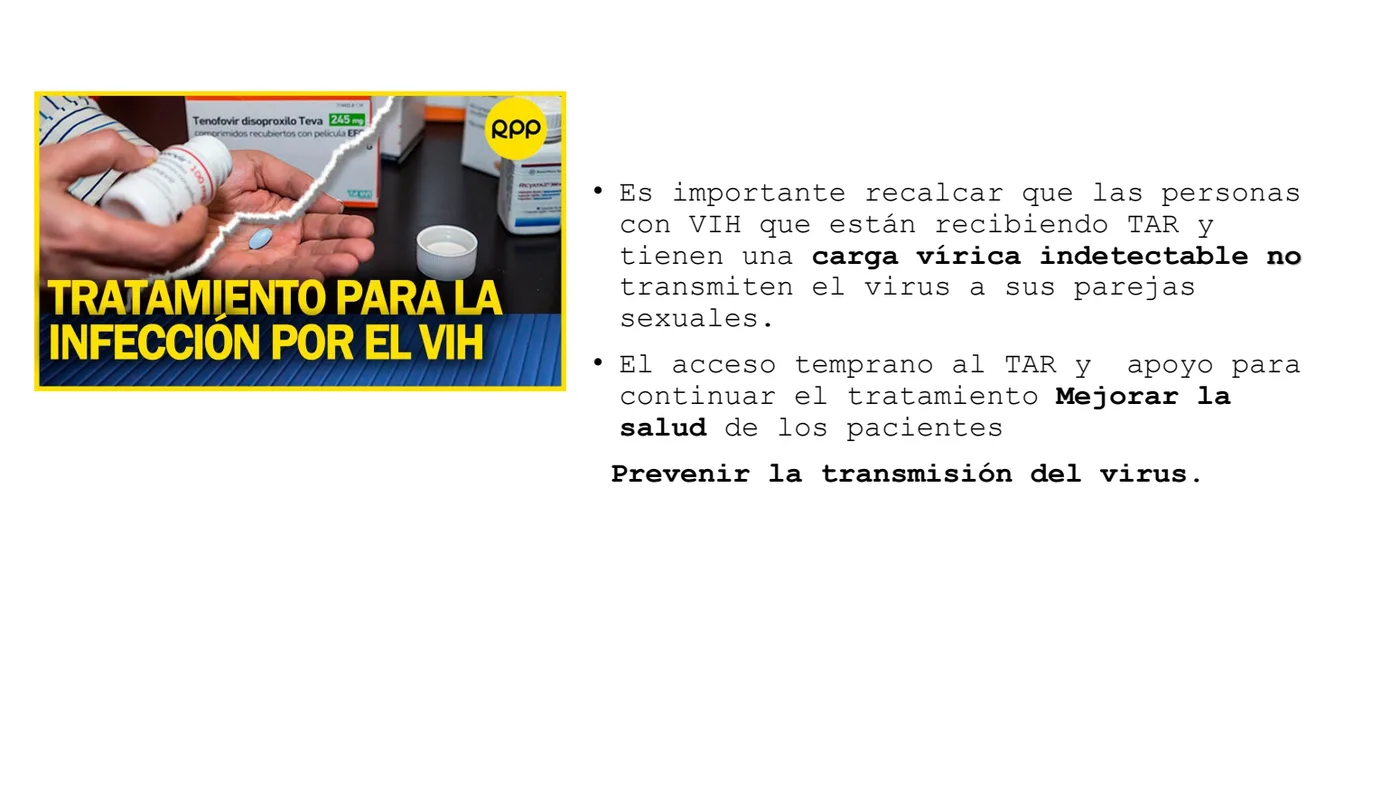 Tenofovir disoproxilo Teva 245 mg
comprimidos recubiertos con película EFG
RPP
TRATAMIENTO PARA LA
INFECCIÓN POR EL VIH
• Es importante recalcar que las personas
con VIH que están recibiendo TAR y
tienen una carga vírica indetectable no
transmiten el virus a sus parejas
sexuales.
• El acceso temprano al TAR y  apoyo para
continuar el tratamiento Mejorar la
salud de los pacientes
Prevenir la transmisión del virus.